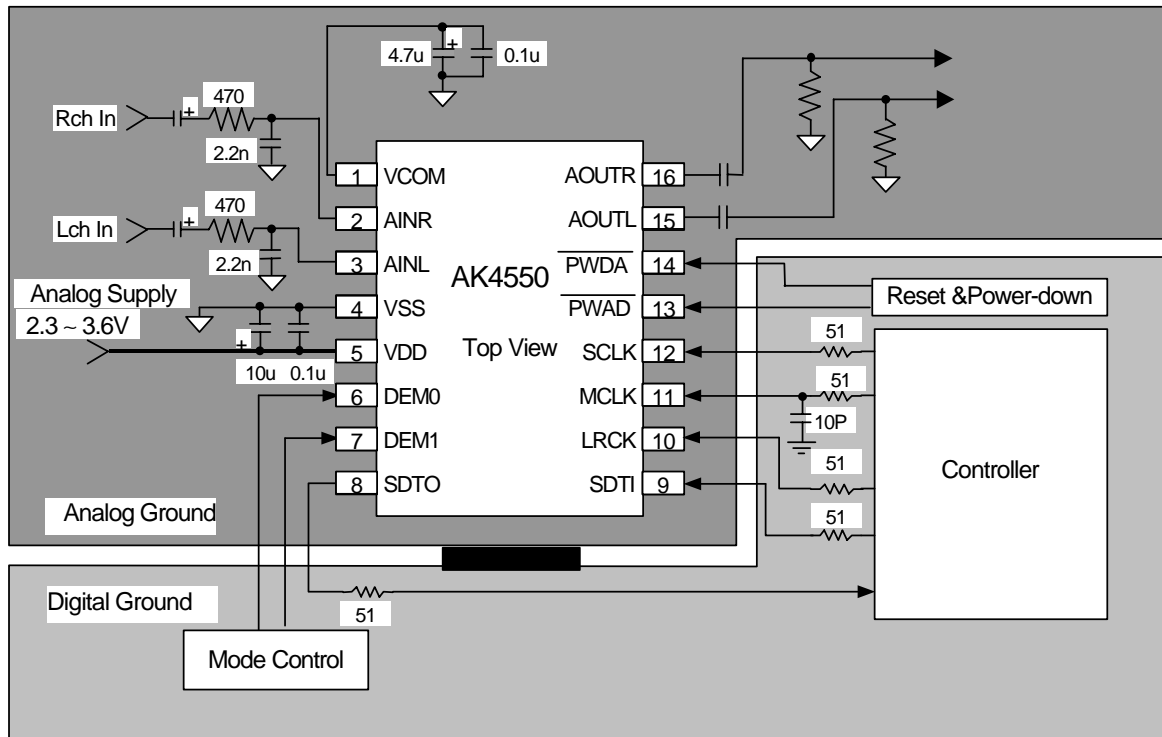 4.7u
+
0.1u
470
Rch In
+
2.2n
470
Lch In
+
2.2n
Analog Supply
2.3 ~ 3.6V
+
10u 0.1u
1 VCOM AOUTR 16
2 AINR AOUTL 15
3 AINL PWDA 14
4 VSS PWAD 13
5 VDD SCLK 12
6 DEM0 MCLK 11
7 DEM1 LRCK 10
8 SDTO SDTI 9
AK4550
Top View
Reset &Power-down
51
51
10P
51
51
Controller
Analog Ground
Digital Ground
51
Mode Control